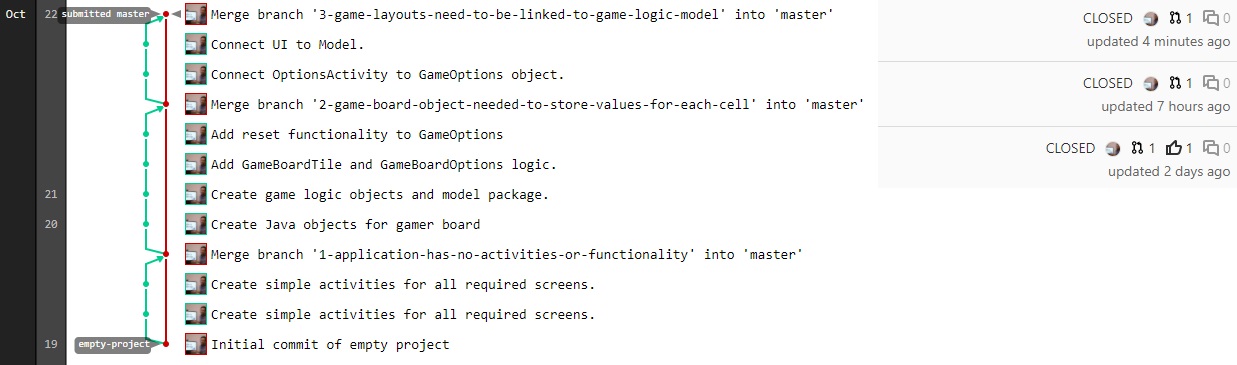 Oct 22 submitted master Merge branch '3-game-layouts-need-to-be-linked-to-game-logic-model' into 'master'
Connect UI to Model.
Connect OptionsActivity to GameOptions object.
Merge branch '2-game-board-object-needed-to-store-values-for-each-cell' into 'master'
Add reset functionality to GameOptions
Add GameBoardTile and GameBoardOptions logic.
21 Create game logic objects and model package.
20 Create Java objects for gamer board
Merge branch '1-application-has-no-activities-or-functionality' into 'master'
Create simple activities for all required screens.
Create simple activities for all required screens.
19 empty-project Initial commit of empty project
CLOSED 1 0
updated 4 minutes ago
CLOSED 1 0
updated 7 hours ago
CLOSED 1 1 0
updated 2 days ago